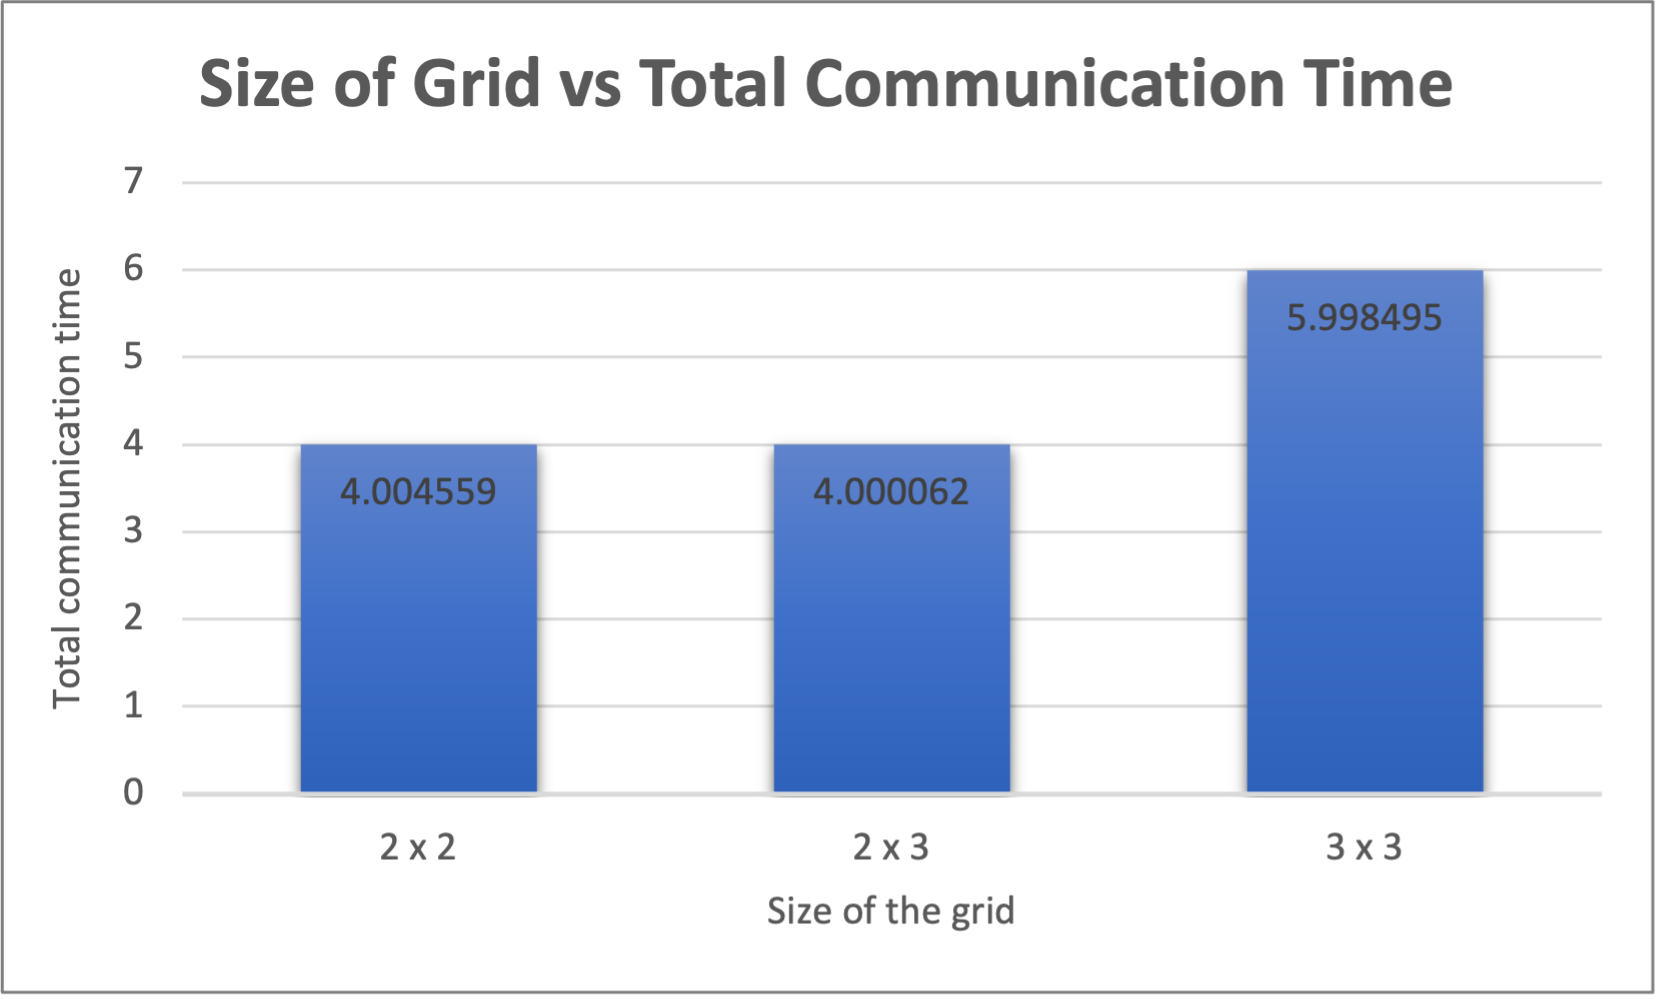 Size of Grid vs Total Communication Time
Total communication time
7
6
5
4
3
2
1
0
4.004559
4.000062
5.998495
2 x 2
2 x 3
3 x 3
Size of the grid